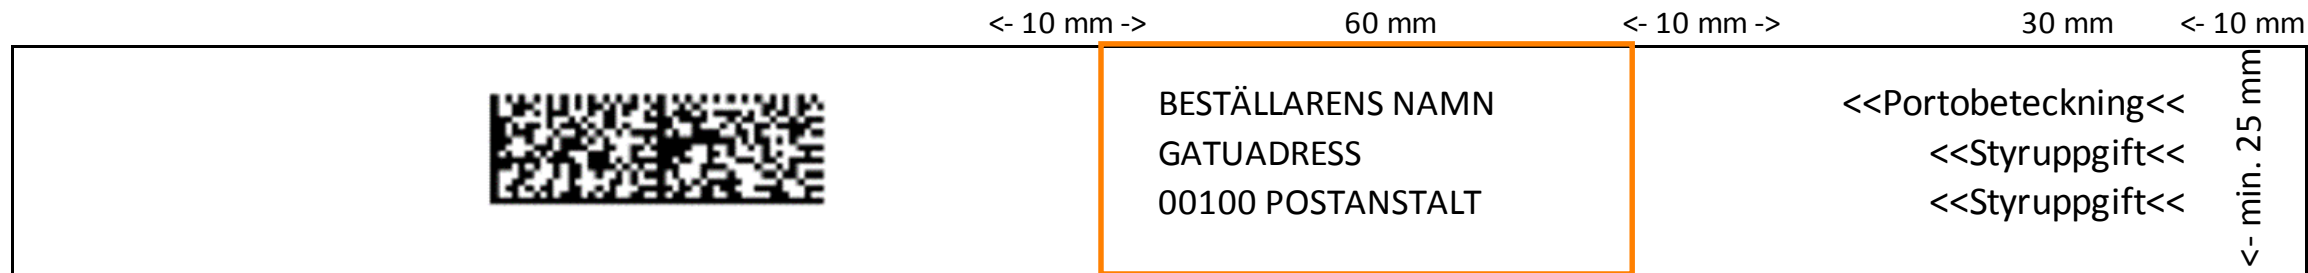 <- 10 mm -> 60 mm <- 10 mm -> 30 mm <- 10 mm
BESTÄLLARENS NAMN <<Portobeteckning<<
GATUADRESS <<Styruppgift<<
00100 POSTANSTALT <<Styruppgift<<
<- min. 25 mm